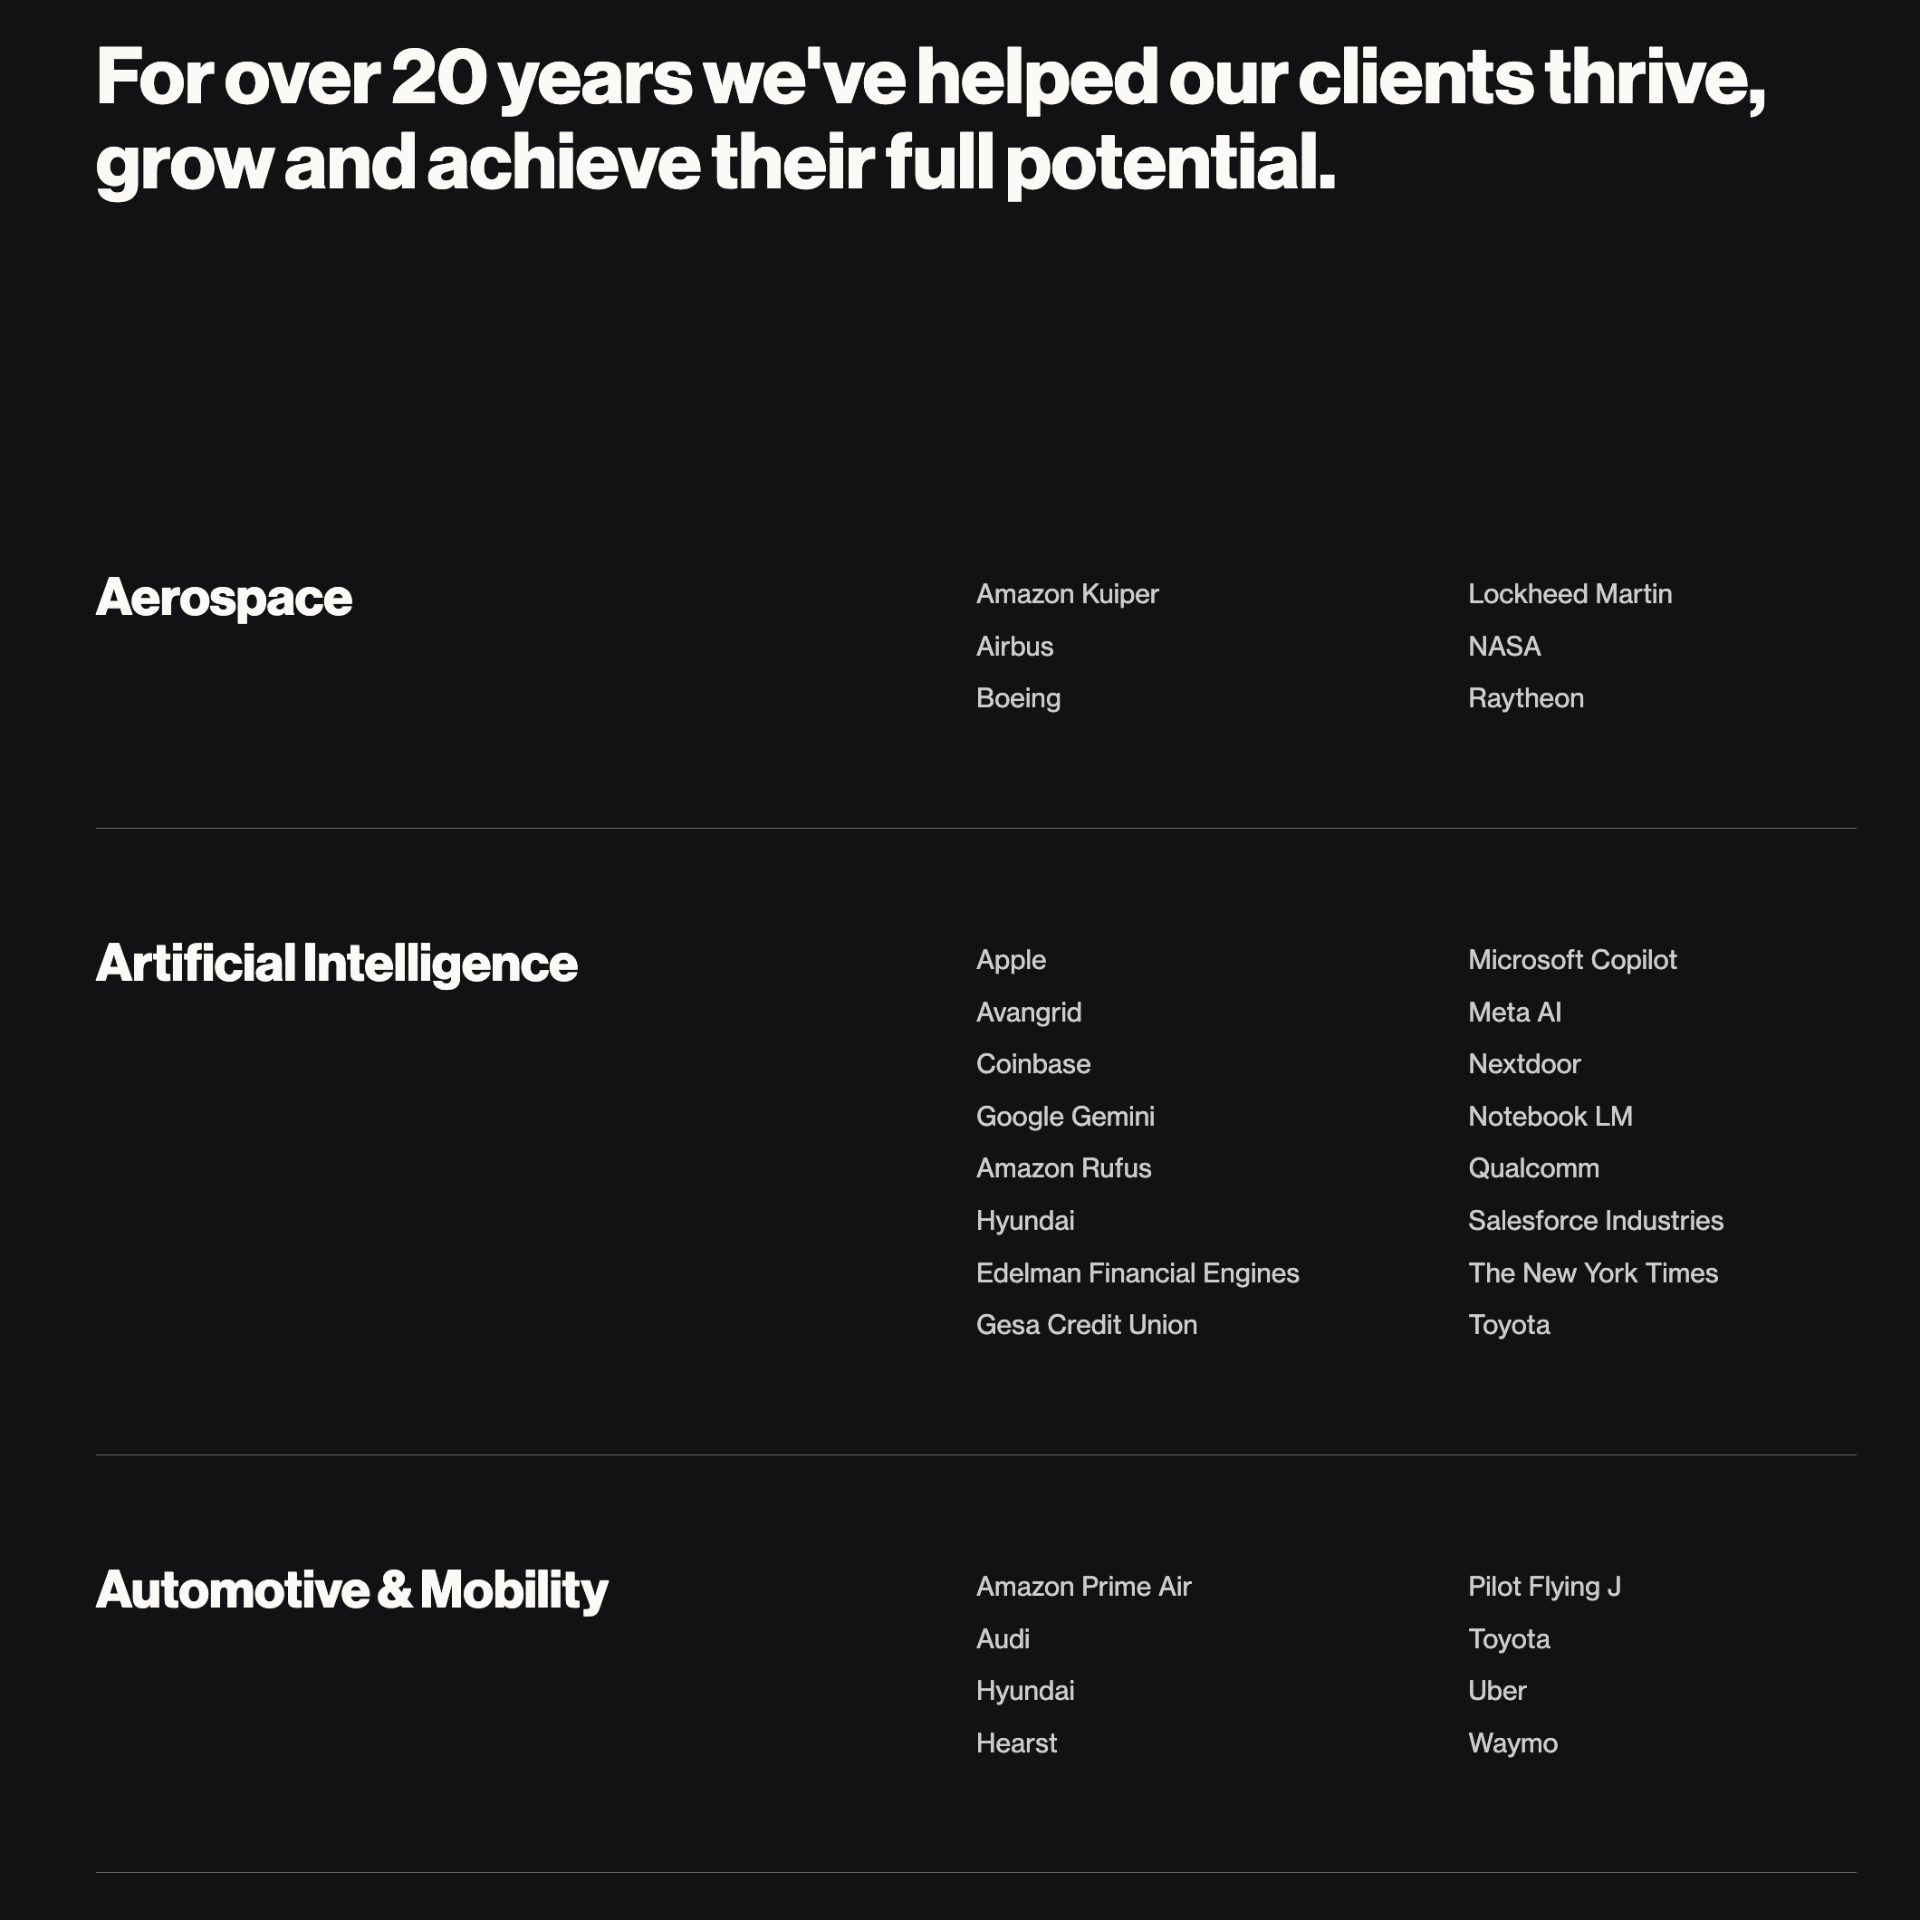 For over 20 years we've helped our clients thrive,
grow and achieve their full potential.
Aerospace
Amazon Kuiper
Airbus
Boeing
Lockheed Martin
NASA
Raytheon
Artificial Intelligence
Apple
Avangrid
Coinbase
Google Gemini
Amazon Rufus
Hyundai
Edelman Financial Engines
Gesa Credit Union
Microsoft Copilot
Meta AI
Nextdoor
Notebook LM
Qualcomm
Salesforce Industries
The New York Times
Toyota
Automotive & Mobility
Amazon Prime Air
Audi
Hyundai
Hearst
Pilot Flying J
Toyota
Uber
Waymo